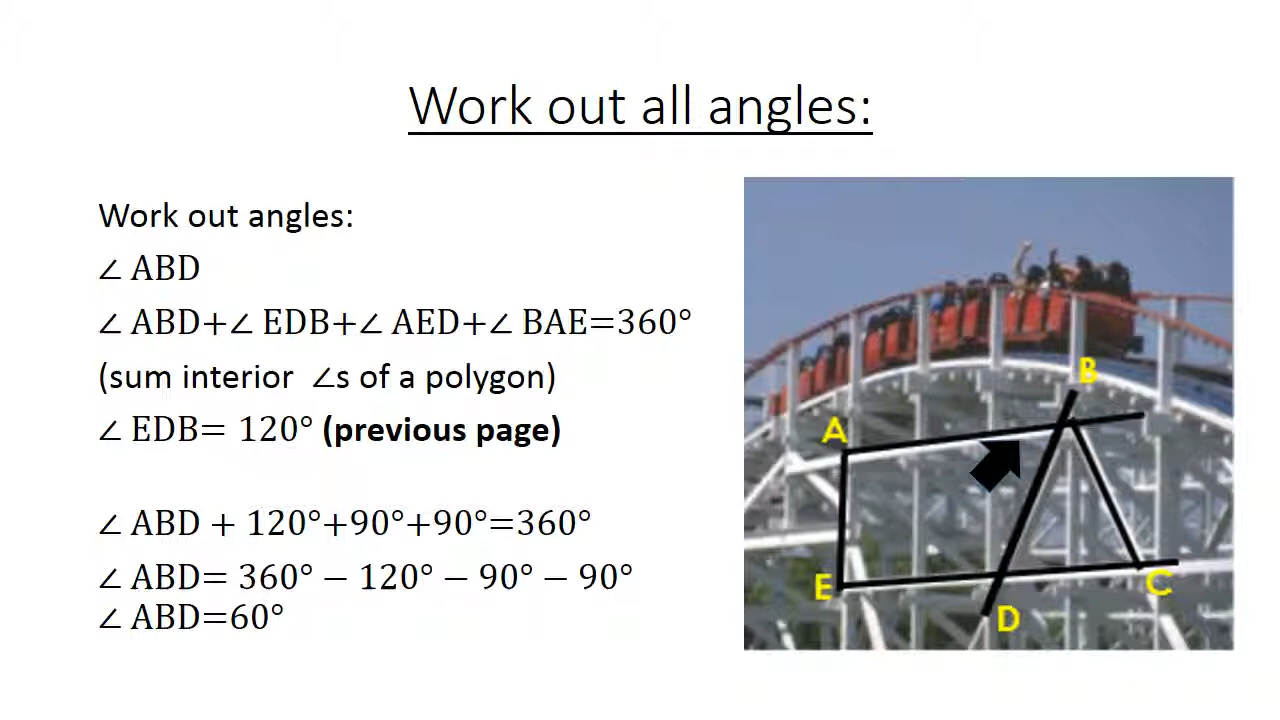 Work out all angles:
Work out angles:
∠ ABD
∠ ABD+∠ EDB+∠ AED+∠ BAE=360°
(sum interior ∠s of a polygon)
∠ EDB= 120° (previous page)
∠ ABD + 120°+90°+90°=360°
∠ ABD= 360° − 120° − 90° − 90°
∠ ABD=60°
B
A
E
C
D